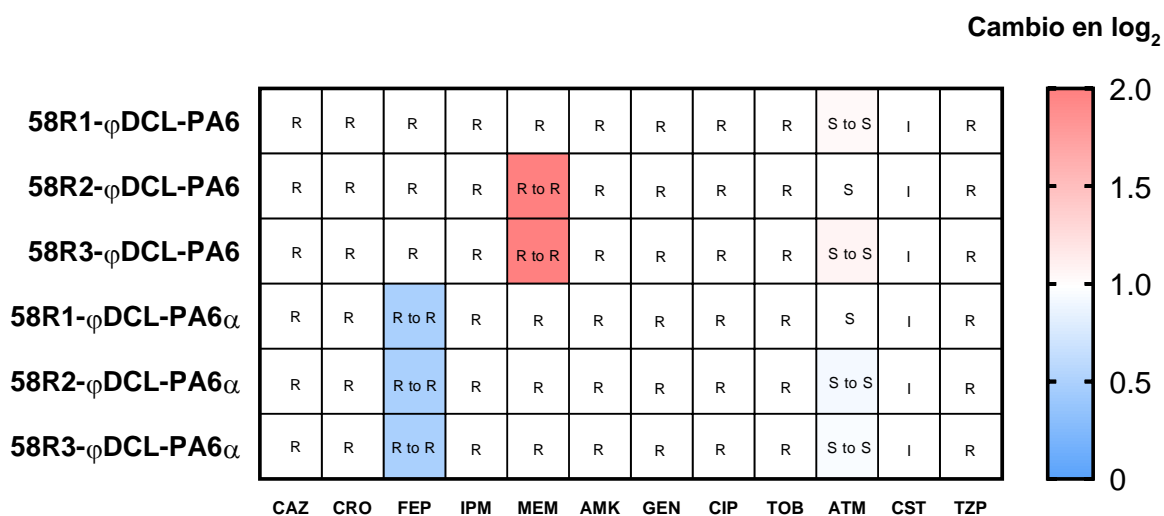 Cambio en log2
58R1-φDCL-PA6 R R R R R R R R R S to S I R
58R2-φDCL-PA6 R R R R R to R R R R R S I R
58R3-φDCL-PA6 R R R R R to R R R R R S to S I R
58R1-φDCL-PA6α R R R to R R R R R R R S I R
58R2-φDCL-PA6α R R R to R R R R R R R S to S I R
58R3-φDCL-PA6α R R R to R R R R R R R S to S I R
CAZ CRO FEP IPM MEM AMK GEN CIP TOB ATM CST TZP
2.0
1.5
1.0
0.5
0